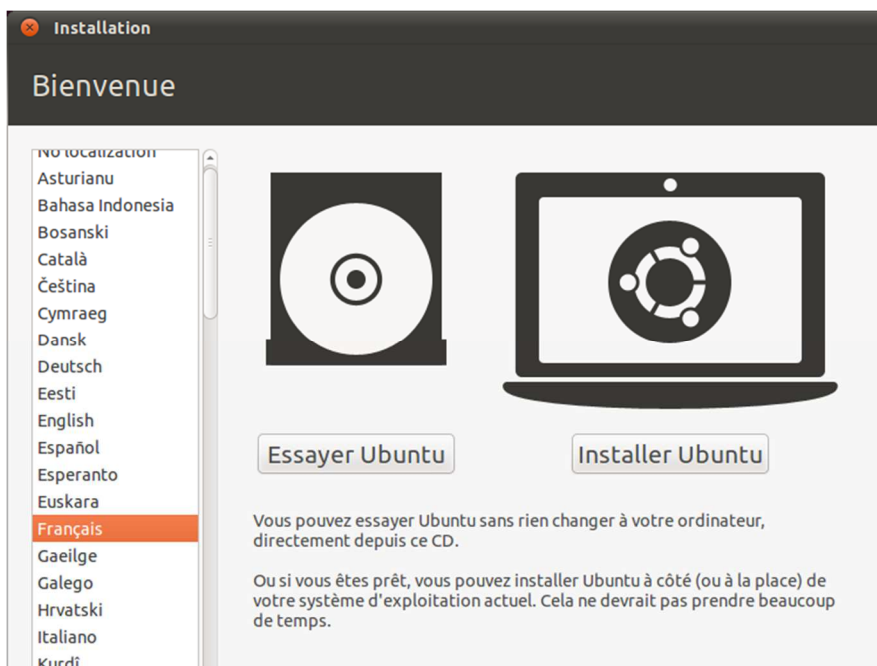 Installation
Bienvenue
No localization
Asturianu
Bahasa Indonesia
Bosanski
Català
Čeština
Cymraeg
Dansk
Deutsch
Eesti
English
Español
Esperanto
Euskara
Français
Gaeilge
Galego
Hrvatski
Italiano
Kurdî
Essayer Ubuntu
Installer Ubuntu
Vous pouvez essayer Ubuntu sans rien changer à votre ordinateur,
directement depuis ce CD.
Ou si vous êtes prêt, vous pouvez installer Ubuntu à côté (ou à la place) de
votre système d'exploitation actuel. Cela ne devrait pas prendre beaucoup
de temps.